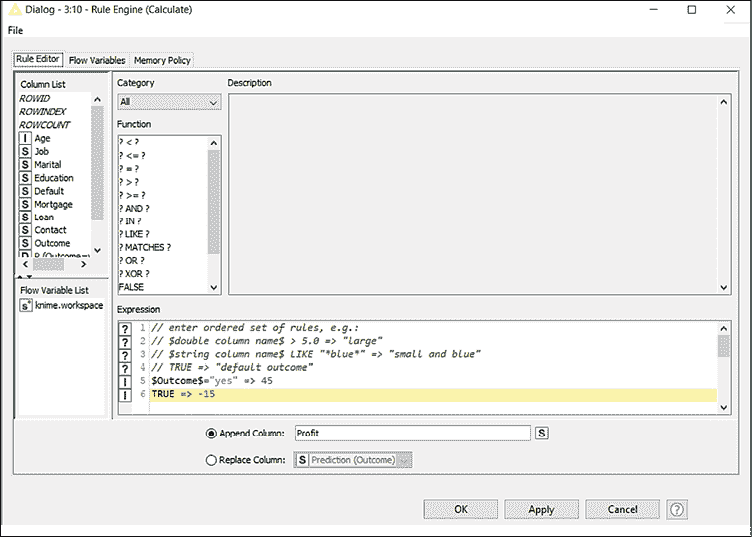 Dialog - 3:10 - Rule Engine (Calculate)
File
Rule Editor Flow Variables Memory Policy
Column List
ROWID
ROWINDEX
ROWCOUNT
I Age
S Job
S Marital
S Education
S Default
S Mortgage
S Loan
S Contact
S Outcome
D P (Outcome=
Flow Variable List
s knime.workspace
Category
All
Function
? < ?
? <= ?
? = ?
? > ?
? >= ?
? AND ?
? IN ?
? LIKE ?
? MATCHES ?
? OR ?
? XOR ?
FALSE
Description
Expression
? 1 // enter ordered set of rules, e.g.:
? 2 // $double column name$ > 5.0 => "large"
? 3 // $string column name$ LIKE "*blue*" => "small and blue"
? 4 // TRUE => "default outcome"
I 5 $Outcome$="yes" => 45
I 6 TRUE => -15
Append Column: Profit S
Replace Column: S Prediction (Outcome)
OK Apply Cancel ?